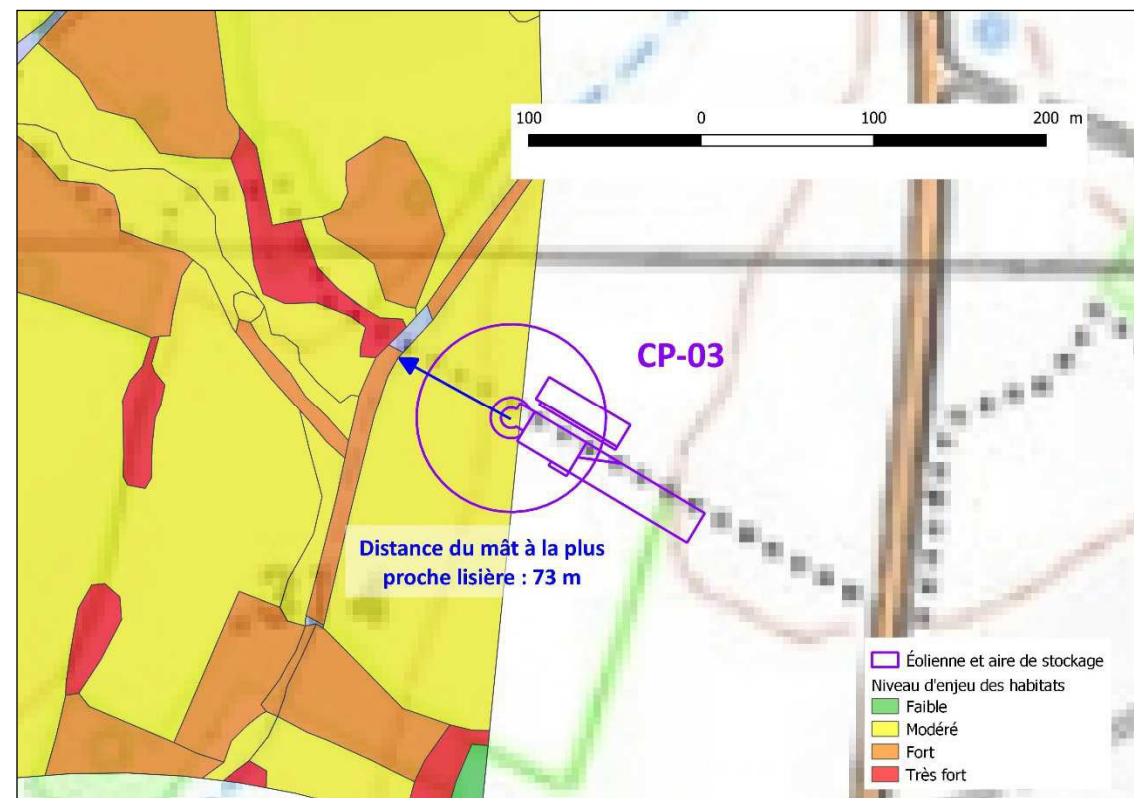 100 0 100 200 m
CP-03
Distance du mât à la plus
proche lisière : 73 m
Éolienne et aire de stockage
Niveau d'enjeu des habitats
Faible
Modéré
Fort
Très fort